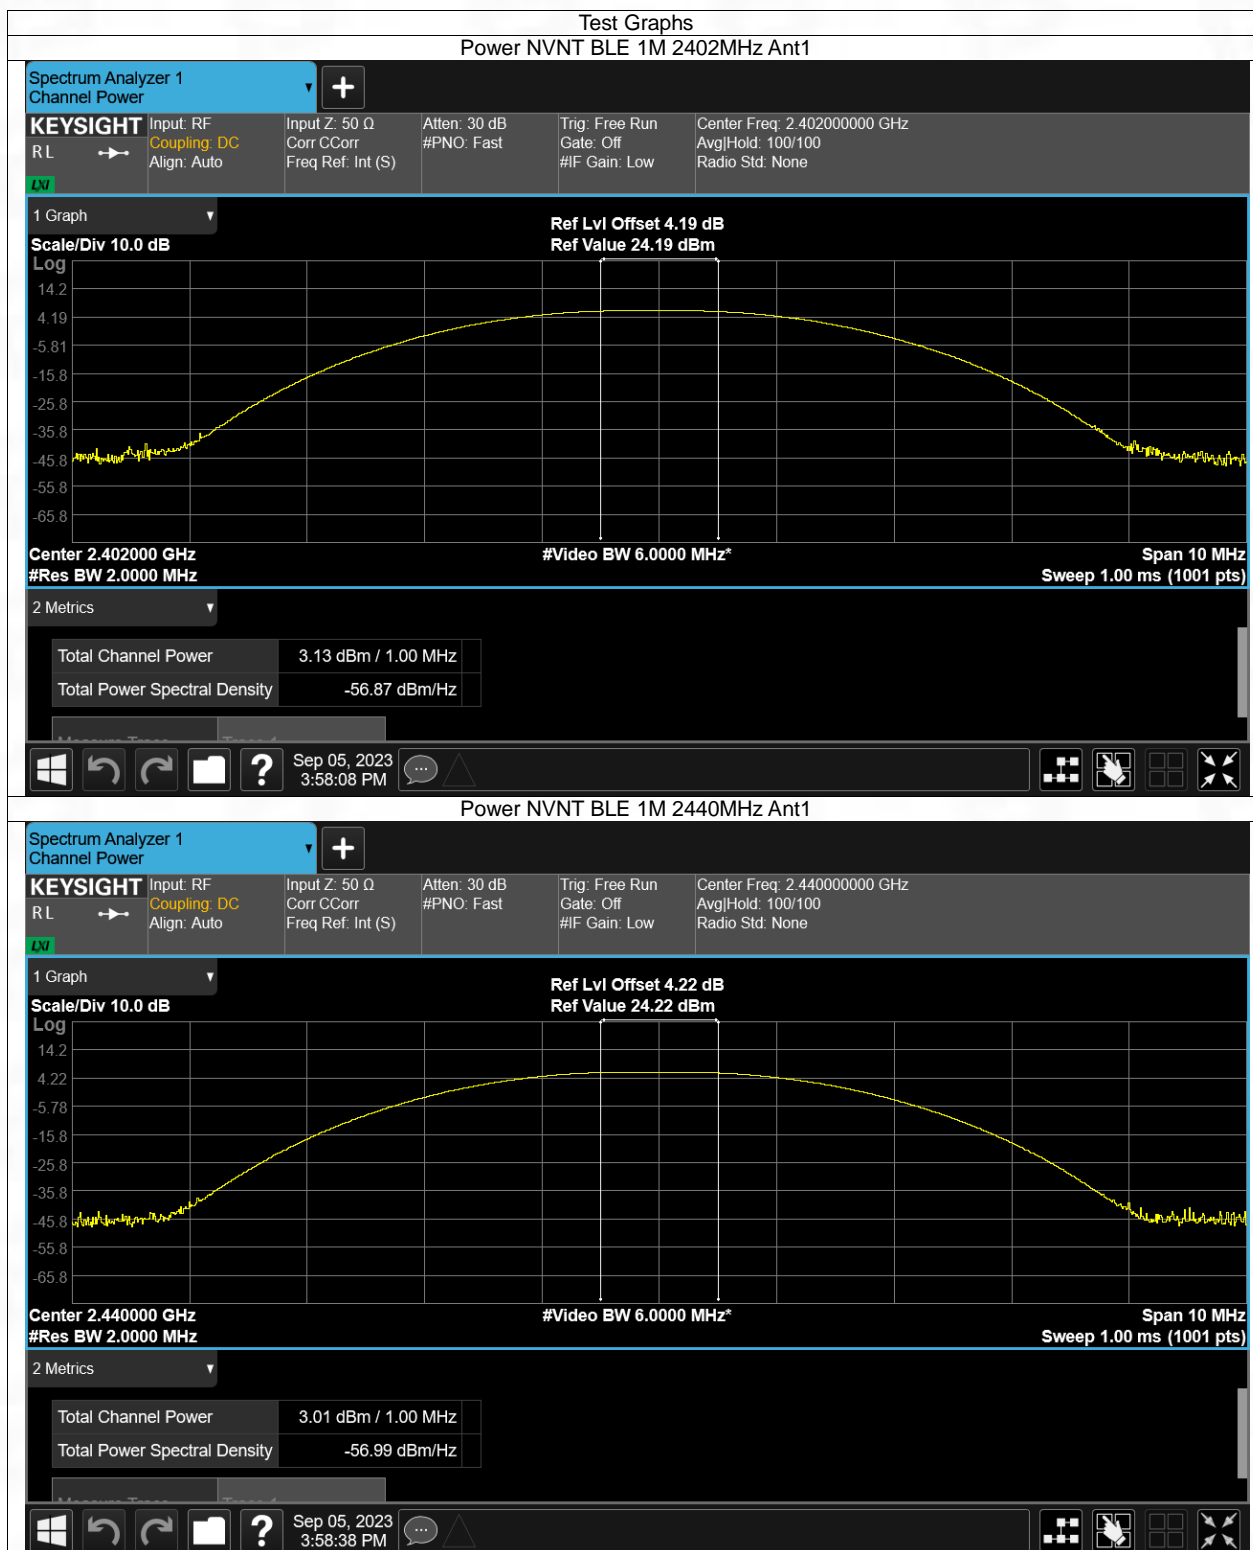 Test Graphs
Power NVNT BLE 1M 2402MHz Ant1
Spectrum Analyzer 1
Channel Power
KEYSIGHT
RL
LXI
Input: RF
Coupling: DC
Align: Auto
Input Z: 50 Ω
Corr CCorr
Freq Ref: Int (S)
Atten: 30 dB
#PNO: Fast
Trig: Free Run
Gate: Off
#IF Gain: Low
Center Freq: 2.402000000 GHz
Avg|Hold: 100/100
Radio Std: None
1 Graph
Scale/Div 10.0 dB
Ref Lvl Offset 4.19 dB
Ref Value 24.19 dBm
Log
14.2
4.19
-5.81
-15.8
-25.8
-35.8
-45.8
-55.8
-65.8
Center 2.402000 GHz
#Video BW 6.0000 MHz*
Span 10 MHz
#Res BW 2.0000 MHz
Sweep 1.00 ms (1001 pts)
2 Metrics
Total Channel Power 3.13 dBm / 1.00 MHz
Total Power Spectral Density -56.87 dBm/Hz
Measure Trace Trace 1
Sep 05, 2023
3:58:08 PM
Power NVNT BLE 1M 2440MHz Ant1
Spectrum Analyzer 1
Channel Power
KEYSIGHT
RL
LXI
Input: RF
Coupling: DC
Align: Auto
Input Z: 50 Ω
Corr CCorr
Freq Ref: Int (S)
Atten: 30 dB
#PNO: Fast
Trig: Free Run
Gate: Off
#IF Gain: Low
Center Freq: 2.440000000 GHz
Avg|Hold: 100/100
Radio Std: None
1 Graph
Scale/Div 10.0 dB
Ref Lvl Offset 4.22 dB
Ref Value 24.22 dBm
Log
14.2
4.22
-5.78
-15.8
-25.8
-35.8
-45.8
-55.8
-65.8
Center 2.440000 GHz
#Video BW 6.0000 MHz*
Span 10 MHz
#Res BW 2.0000 MHz
Sweep 1.00 ms (1001 pts)
2 Metrics
Total Channel Power 3.01 dBm / 1.00 MHz
Total Power Spectral Density -56.99 dBm/Hz
Measure Trace Trace 1
Sep 05, 2023
3:58:38 PM